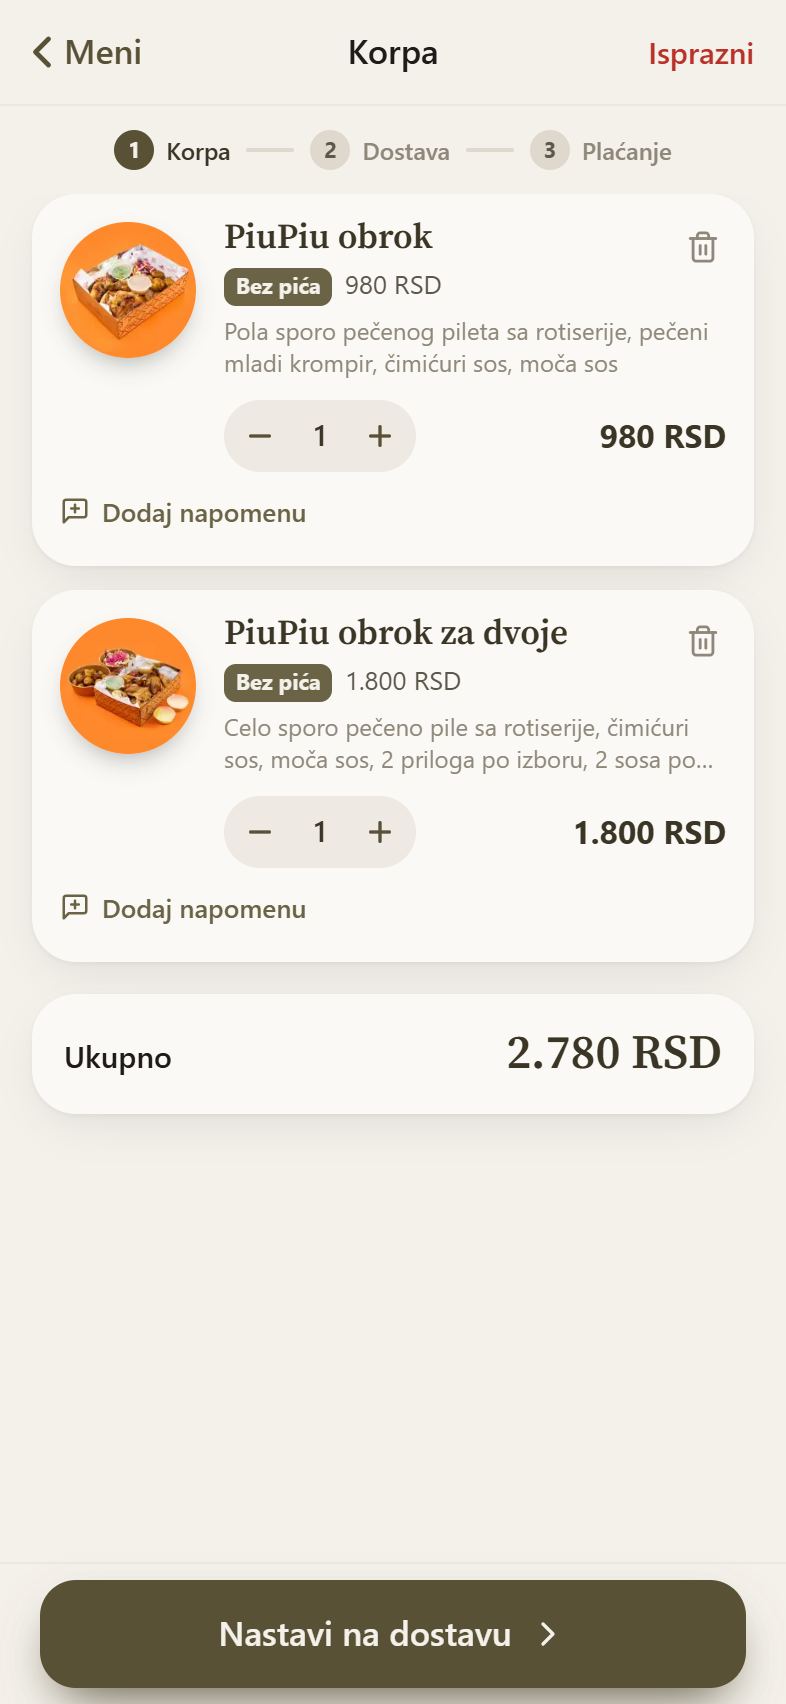 Meni
Korpa
Isprazni
1 Korpa
2 Dostava
3 Plaćanje
PiuPiu obrok
Bez pića 980 RSD
Pola sporo pečenog pileta sa rotiserije, pečeni
mladi krompir, čimićuri sos, moča sos
1
980 RSD
Dodaj napomenu
PiuPiu obrok za dvoje
Bez pića 1.800 RSD
Celo sporo pečeno pile sa rotiserije, čimićuri
sos, moča sos, 2 priloga po izboru, 2 sosa po...
1
1.800 RSD
Dodaj napomenu
Ukupno
2.780 RSD
Nastavi na dostavu